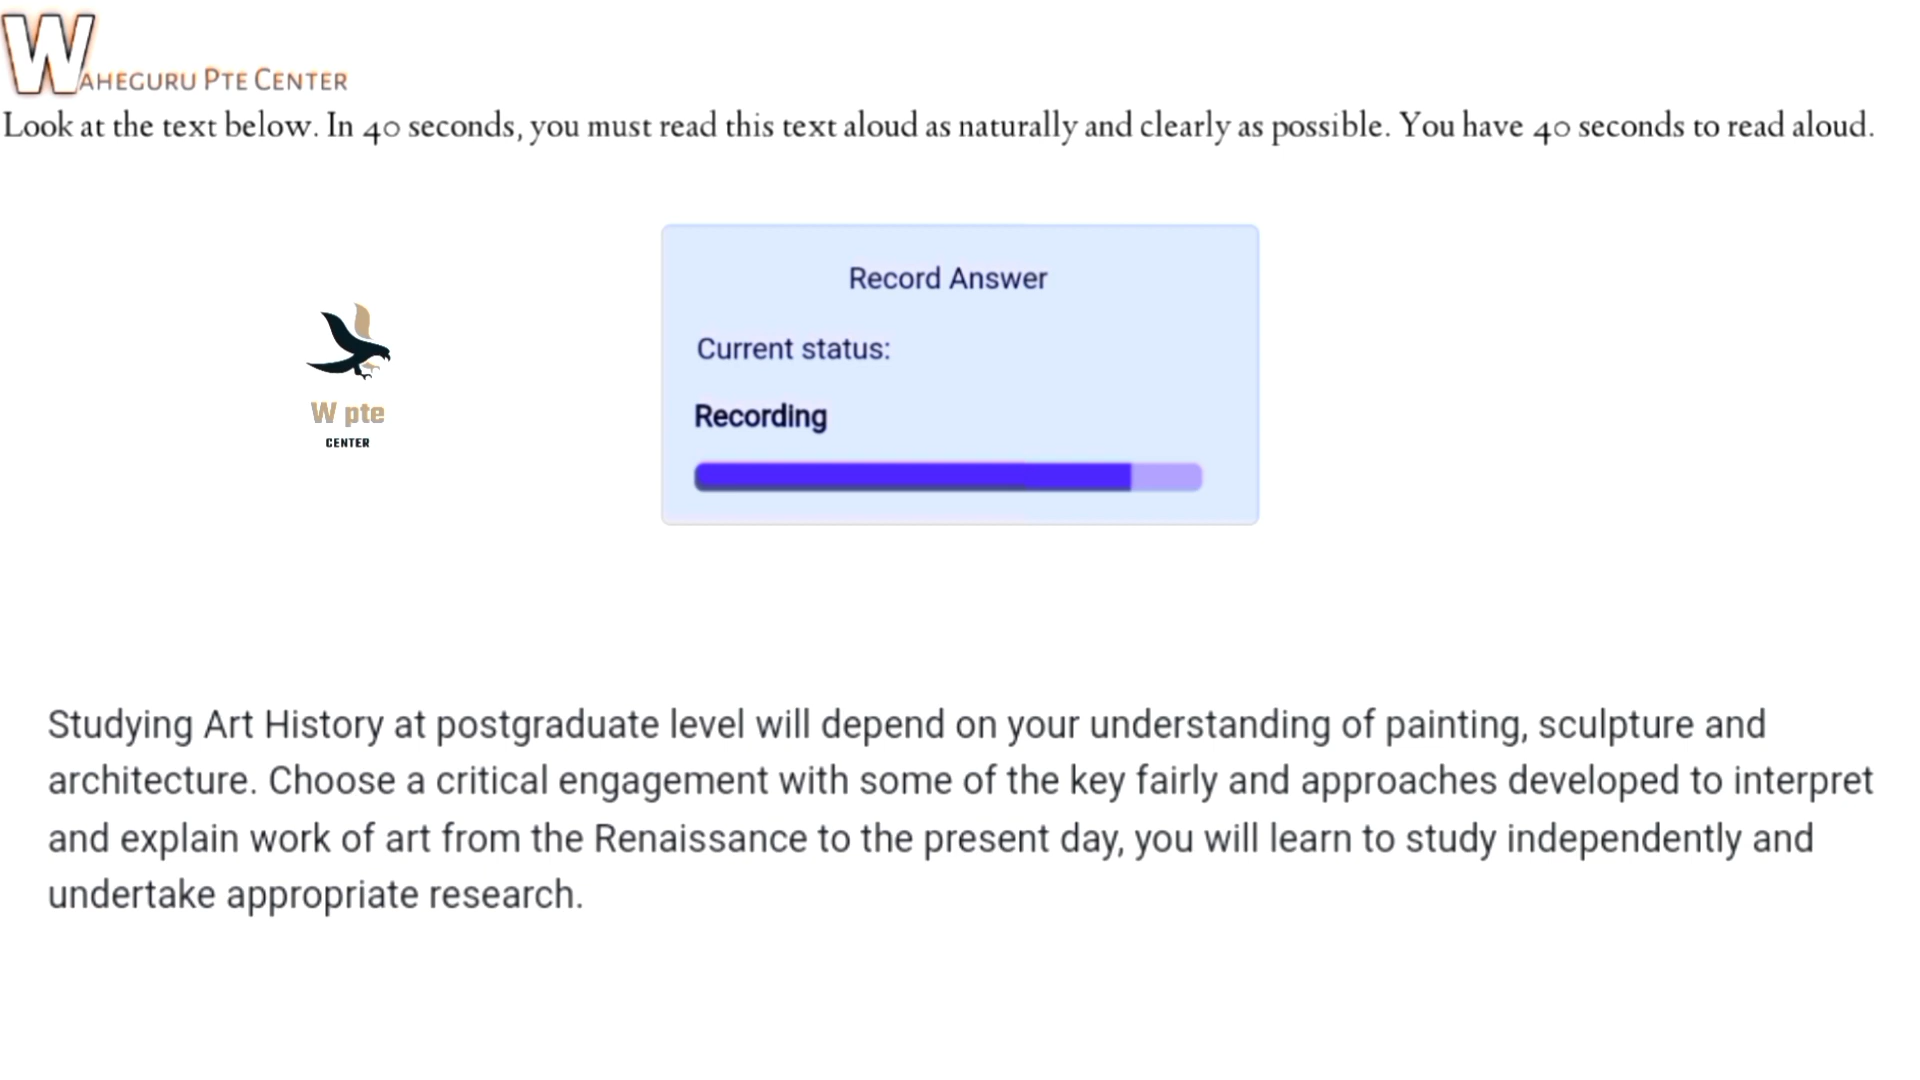 WAHEGURU PTE CENTER
Look at the text below. In 40 seconds, you must read this text aloud as naturally and clearly as possible. You have 40 seconds to read aloud.
Record Answer
Current status:
Recording
W pte
CENTER
Studying Art History at postgraduate level will depend on your understanding of painting, sculpture and
architecture. Choose a critical engagement with some of the key fairly and approaches developed to interpret
and explain work of art from the Renaissance to the present day, you will learn to study independently and
undertake appropriate research.